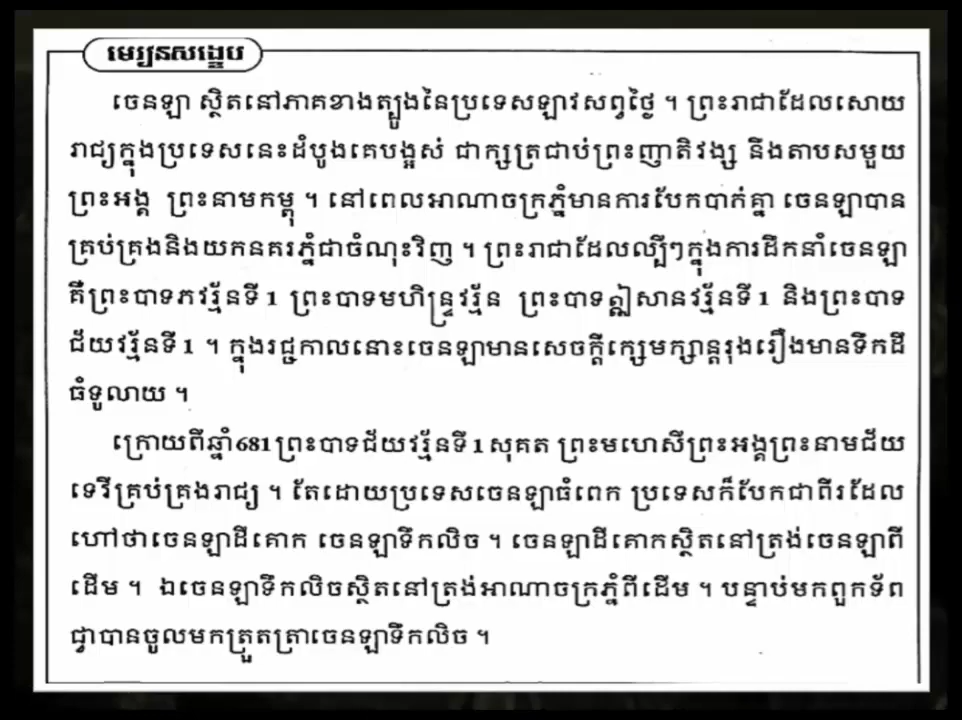 មេរៀនសង្ខេប
ចេនឡា ស្ថិតនៅភាគខាងត្បូងនៃប្រទេសឡាវសព្វថ្ងៃ ។ ព្រះរាជាដែលសោយ
រាជ្យក្នុងប្រទេសនេះដំបូងគេបង្អស់ ជាក្សត្រជាប់ព្រះញាតិវង្ស នឹងតាបសមួយ
ព្រះអង្គ ព្រះនាមកម្ពុ ។ នៅពេលអាណាចក្រភ្នំមានការបែកបាក់គ្នា ចេនឡាបាន
គ្រប់គ្រងនិងយកនគរភ្នំជាចំណុះវិញ ។ ព្រះរាជាដែលល្បីៗក្នុងការដឹកនាំចេនឡា
គឺព្រះបាទភវរ្ម័នទី 1 ព្រះបាទមហិន្ទ្រវរ្ម័ន ព្រះបាទឦសានវរ្ម័នទី 1 និងព្រះបាទ
ជ័យវរ្ម័នទី 1 ។ ក្នុងរជ្ជកាលនោះចេនឡាមានសេចក្ដីក្សេមក្សាន្តរុងរឿងមានទឹកដី
ធំទូលាយ ។
ក្រោយពីឆ្នាំ 681 ព្រះបាទជ័យវរ្ម័នទី 1 សុគត ព្រះមហេសីព្រះអង្គព្រះនាមជ័យ
ទេវីគ្រប់គ្រងរាជ្យ ។ តែដោយប្រទេសចេនឡាធំពេក ប្រទេសក៏បែកជាពីរដែល
ហៅថាចេនឡាដីគោក ចេនឡាទឹកលិច ។ ចេនឡាដីគោកស្ថិតនៅត្រង់ចេនឡាពី
ដើម ។ ឯចេនឡាទឹកលិចស្ថិតនៅត្រង់អាណាចក្រភ្នំពីដើម ។ បន្ទាប់មកពួកទ័ព
ជ្វាបានចូលមកត្រួតត្រាចេនឡាទឹកលិច ។